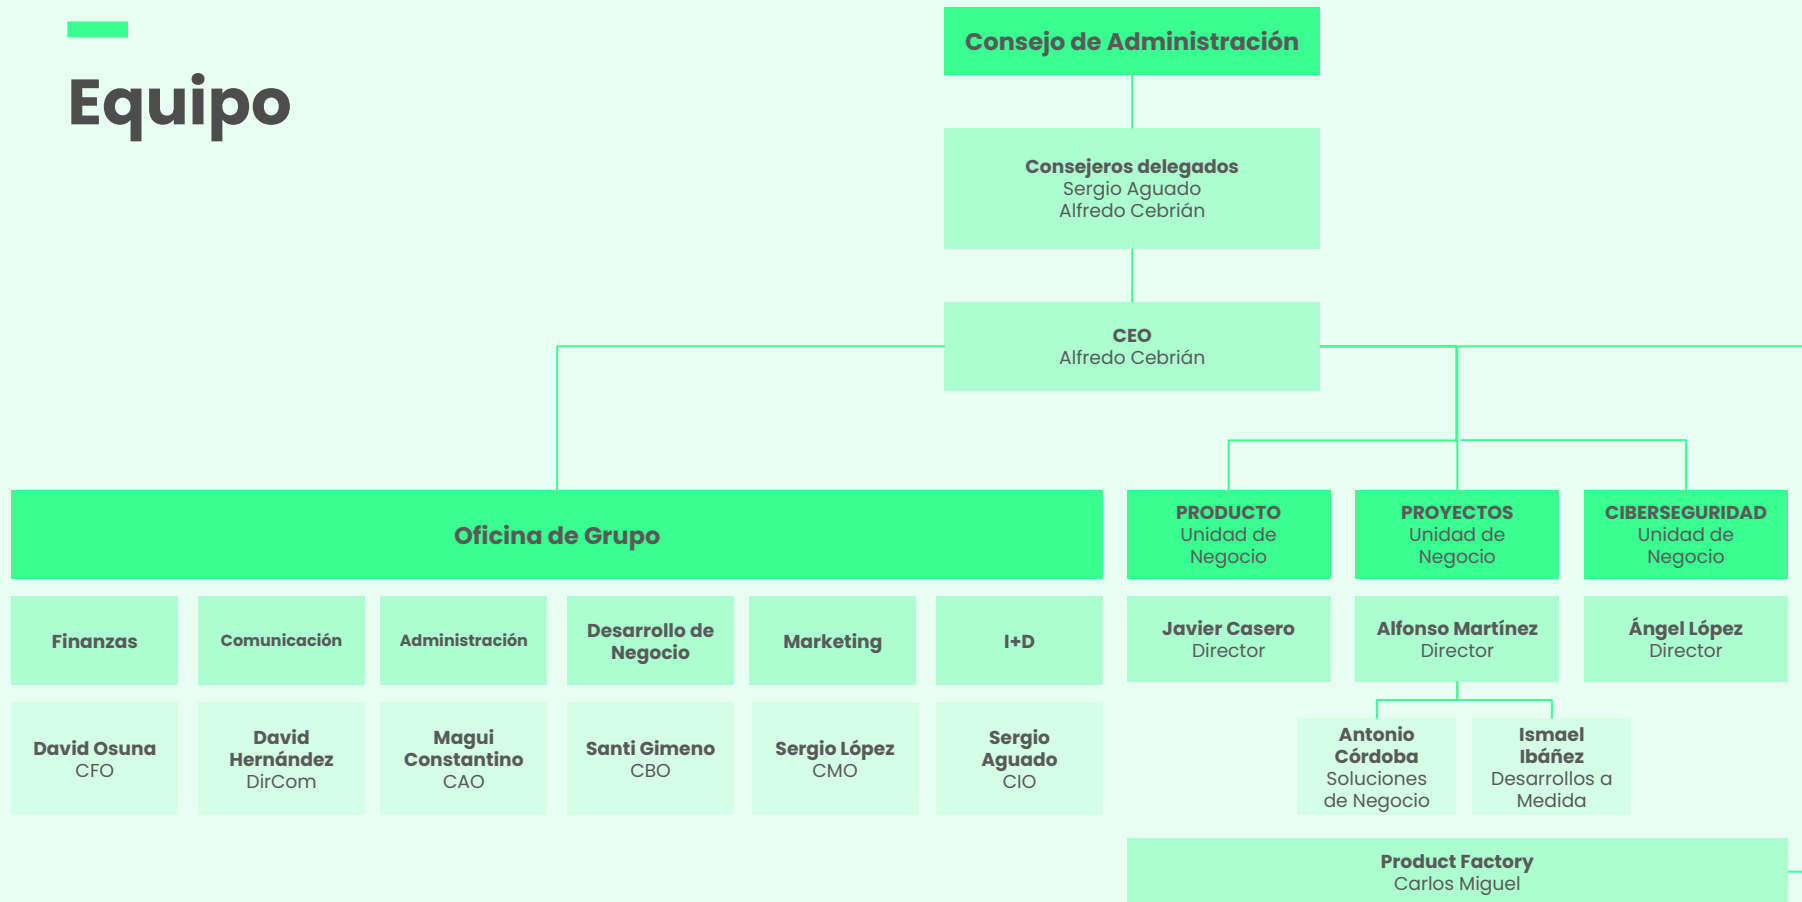 Equipo
Consejo de Administración
Consejeros delegados
Sergio Aguado
Alfredo Cebrián
CEO
Alfredo Cebrián
Oficina de Grupo
Finanzas
David Osuna
CFO
Comunicación
David
Hernández
DirCom
Administración
Magui
Constantino
CAO
Desarrollo de
Negocio
Santi Gimeno
CBO
Marketing
Sergio López
CMO
I+D
Sergio
Aguado
CIO
PRODUCTO
Unidad de
Negocio
Javier Casero
Director
PROYECTOS
Unidad de
Negocio
Alfonso Martínez
Director
Antonio
Córdoba
Soluciones
de Negocio
Ismael
Ibáñez
Desarrollos a
Medida
CIBERSEGURIDAD
Unidad de
Negocio
Ángel López
Director
Product Factory
Carlos Miguel